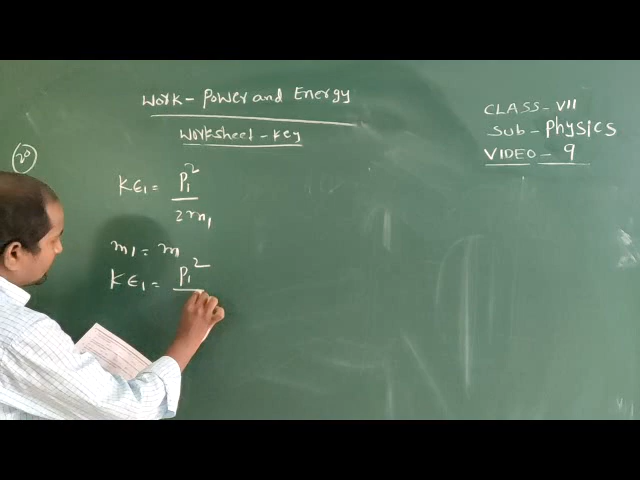 Work - Power and Energy
Worksheet - Key
CLASS - VII
Sub - Physics
VIDEO - 9
KE₁ = P₁²
2m₁
m₁ = m
KE₁ = P₁²